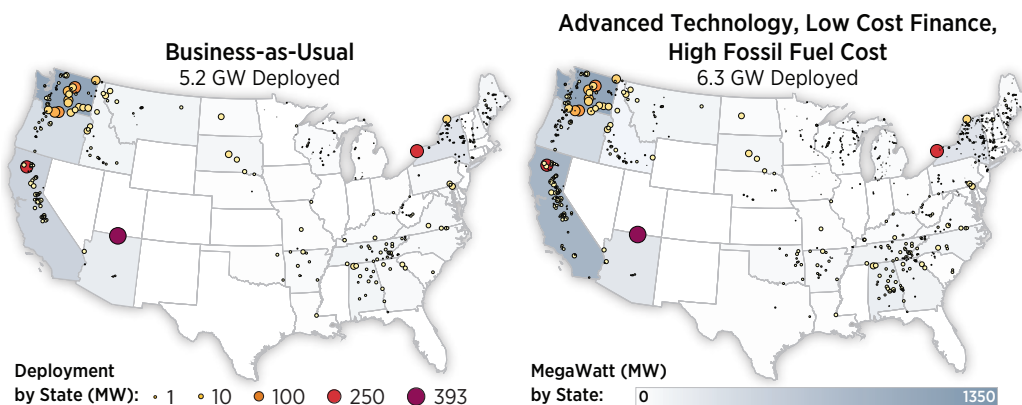 Business-as-Usual
5.2 GW Deployed
Advanced Technology, Low Cost Finance,
High Fossil Fuel Cost
6.3 GW Deployed
Deployment
by State (MW): 1 10 100 250 393
MegaWatt (MW)
by State: 0 1350